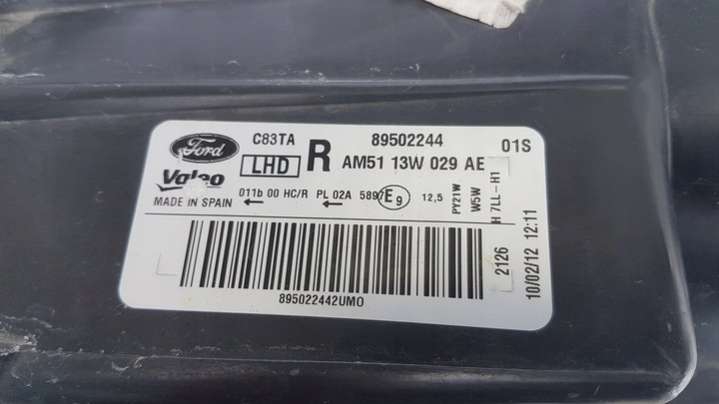 Ford C83TA 89502244 01S
LHD R AM51 13W 029 AE
Valeo 011b 00 HC/R PL 02A 5897 E9 12,5
MADE IN SPAIN
PY21W
W5W
H 7LL-H1
2126
10/02/12 12:11
895022442UMO